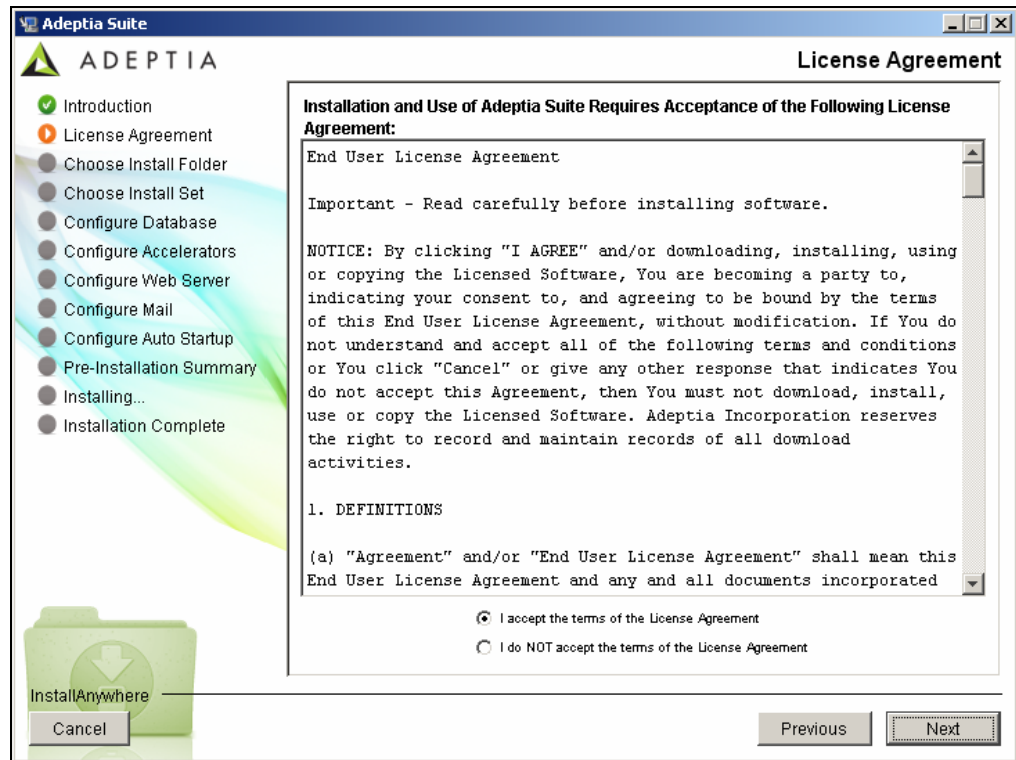 Adeptia Suite
ADEPTIA
License Agreement
Introduction
License Agreement
Choose Install Folder
Choose Install Set
Configure Database
Configure Accelerators
Configure Web Server
Configure Mail
Configure Auto Startup
Pre-Installation Summary
Installing...
Installation Complete
Installation and Use of Adeptia Suite Requires Acceptance of the Following License
Agreement:
End User License Agreement
Important - Read carefully before installing software.
NOTICE: By clicking "I AGREE" and/or downloading, installing, using
or copying the Licensed Software, You are becoming a party to,
indicating your consent to, and agreeing to be bound by the terms
of this End User License Agreement, without modification. If You do
not understand and accept all of the following terms and conditions
or You click "Cancel" or give any other response that indicates You
do not accept this Agreement, then You must not download, install,
use or copy the Licensed Software. Adeptia Incorporation reserves
the right to record and maintain records of all download
activities.
1. DEFINITIONS
(a) "Agreement" and/or "End User License Agreement" shall mean this
End User License Agreement and any and all documents incorporated
I accept the terms of the License Agreement
I do NOT accept the terms of the License Agreement
InstallAnywhere
Cancel
Previous
Next